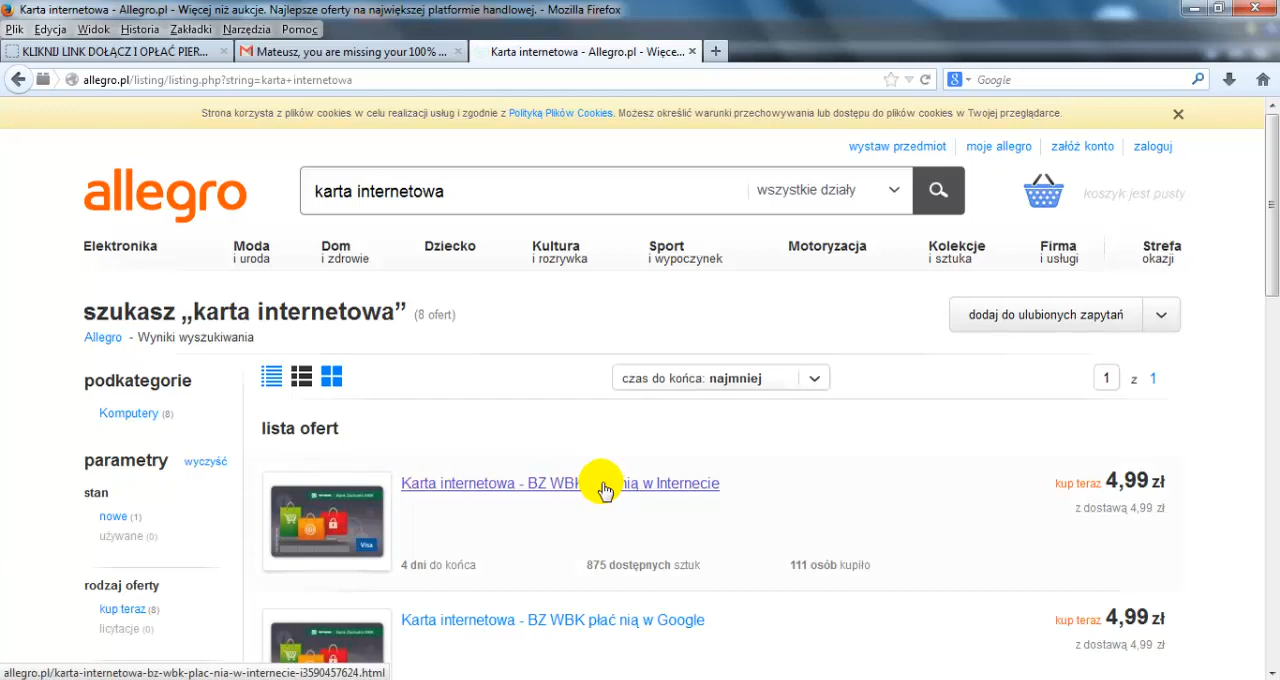 Karta internetowa - Allegro.pl - Więcej niż aukcje. Najlepsze oferty na największej platformie handlowej. - Mozilla Firefox
Plik Edycja Widok Historia Zakładki Narzędzia Pomoc
KLIKNIJ LINK DOŁĄCZ I OPŁAĆ PIER...
Mateusz, you are missing your 100% ...
Karta internetowa - Allegro.pl - Więce...
allegro.pl/listing/listing.php?string=karta+internetowa
Google
Strona korzysta z plików cookies w celu realizacji usług i zgodnie z Polityką Plików Cookies. Możesz określić warunki przechowywania lub dostępu do plików cookies w Twojej przeglądarce.
wystaw przedmiot moje allegro załóż konto zaloguj
allegro
karta internetowa
wszystkie działy
koszyk jest pusty
Elektronika
Moda
i uroda
Dom
i zdrowie
Dziecko
Kultura
i rozrywka
Sport
i wypoczynek
Motoryzacja
Kolekcje
i sztuka
Firma
i usługi
Strefa
okazji
szukasz „karta internetowa” (8 ofert)
dodaj do ulubionych zapytań
Allegro - Wyniki wyszukiwania
podkategorie
Komputery (8)
parametry wyczyść
stan
nowe (1)
używane (0)
rodzaj oferty
kup teraz (8)
licytacje (0)
czas do końca: najmniej
1 z 1
lista ofert
Karta internetowa - BZ WBK nią w Internecie
kup teraz 4,99 zł
z dostawą 4,99 zł
VISA
4 dni do końca
875 dostępnych sztuk
111 osób kupiło
Karta internetowa - BZ WBK płać nią w Google
kup teraz 4,99 zł
z dostawą 4,99 zł
allegro.pl/karta-internetowa-bz-wbk-plac-nia-w-internecie-i3590457624.html